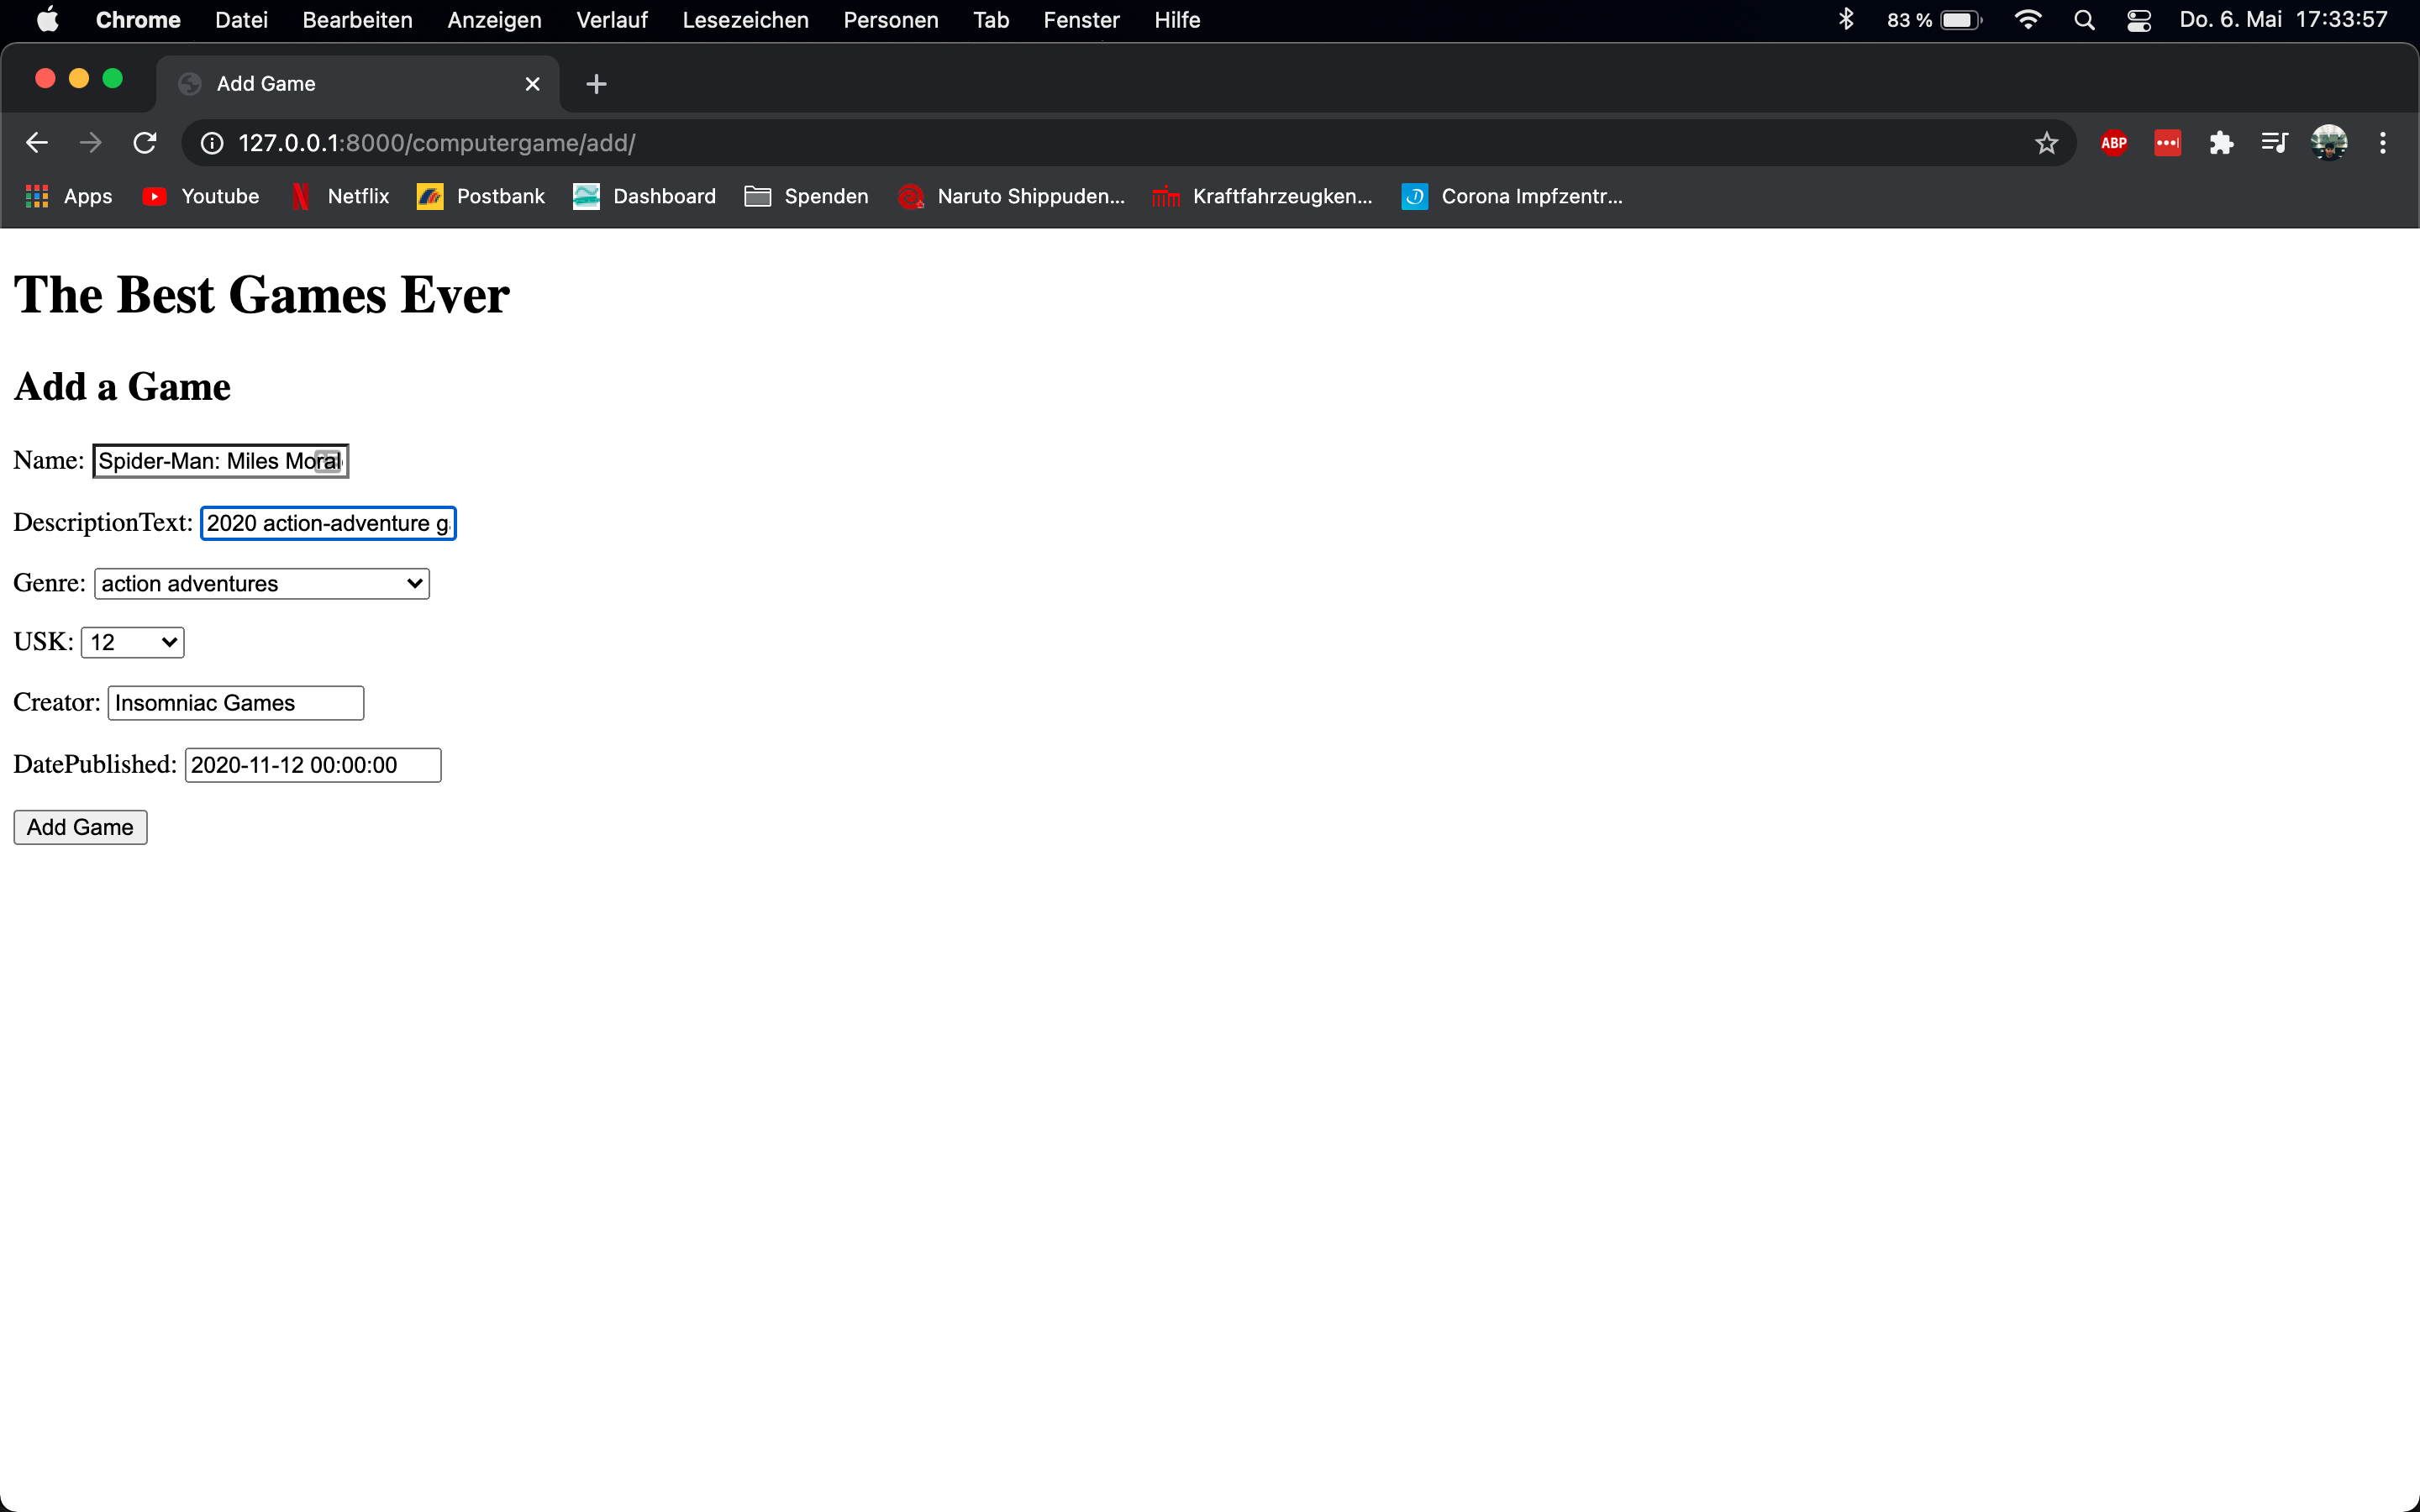 Chrome Datei Bearbeiten Anzeigen Verlauf Lesezeichen Personen Tab Fenster Hilfe 83 % Do. 6. Mai 17:33:57
Add Game
127.0.0.1:8000/computergame/add/ ABP
Apps Youtube Netflix Postbank Dashboard Spenden Naruto Shippuden... Kraftfahrzeugken... Corona Impfzentr...
The Best Games Ever
Add a Game
Name: Spider-Man: Miles Moral
DescriptionText: 2020 action-adventure g
Genre: action adventures
USK: 12
Creator: Insomniac Games
DatePublished: 2020-11-12 00:00:00
Add Game